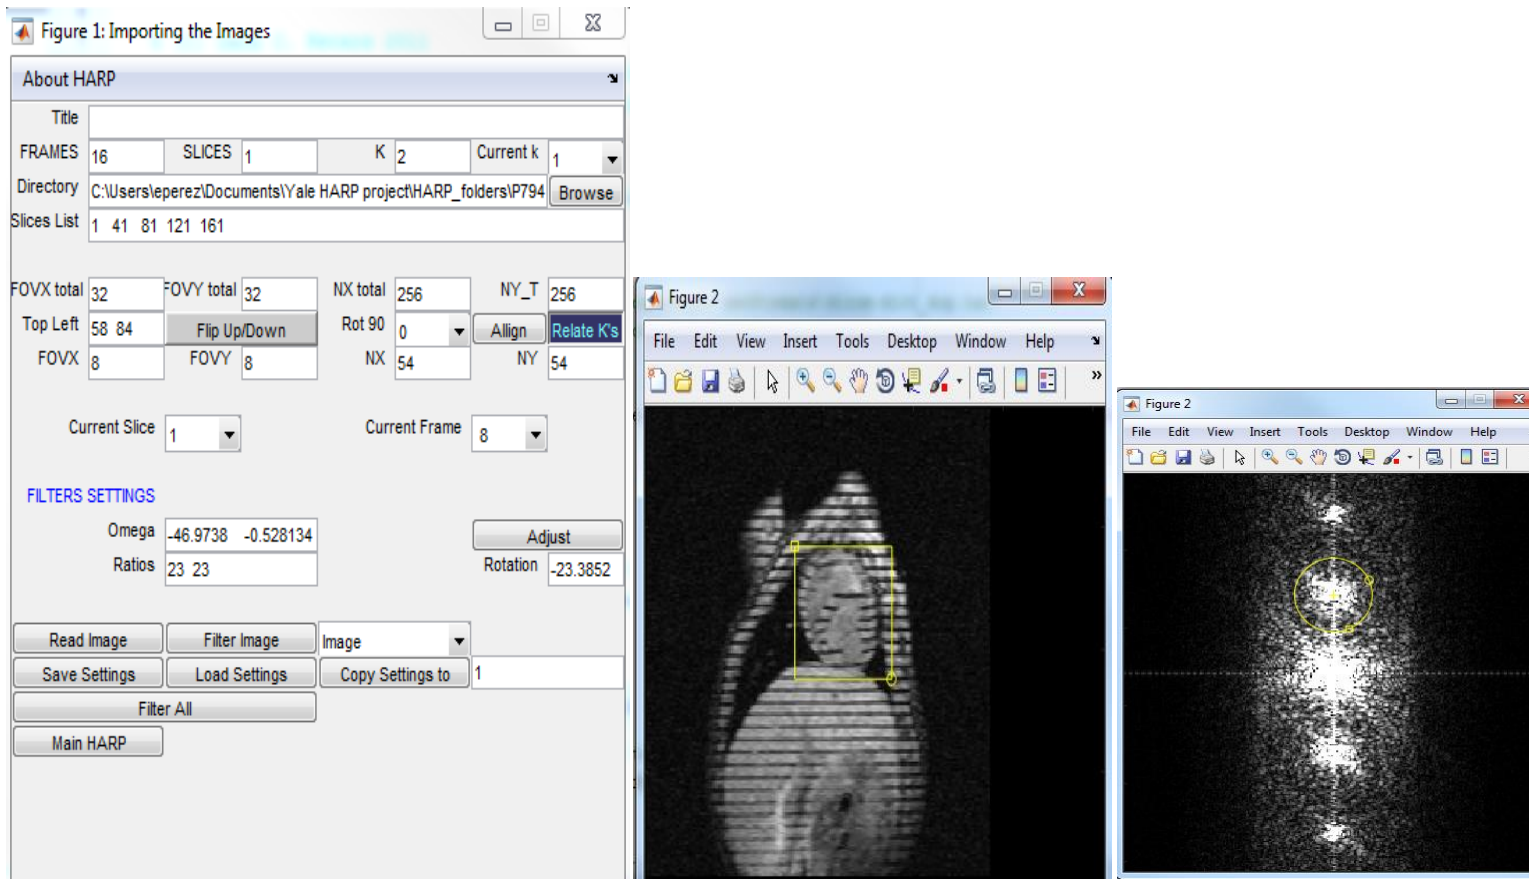 Figure 1: Importing the Images
About HARP
Title
FRAMES 16 SLICES 1 K 2 Current k 1
Directory C:\Users\eperez\Documents\Yale HARP project\HARP_folders\P794 Browse
Slices List 1 41 81 121 161
FOVX total 32 FOVY total 32 NX total 256 NY_T 256
Top Left 58 84 Flip Up/Down Rot 90 0 Allign Relate K's
FOVX 8 FOVY 8 NX 54 NY 54
Current Slice 1 Current Frame 8
FILTERS SETTINGS
Omega -46.9738 -0.528134 Adjust
Ratios 23 23 Rotation -23.3852
Read Image Filter Image Image
Save Settings Load Settings Copy Settings to 1
Filter All
Main HARP
Figure 2
File Edit View Insert Tools Desktop Window Help
Figure 2
File Edit View Insert Tools Desktop Window Help